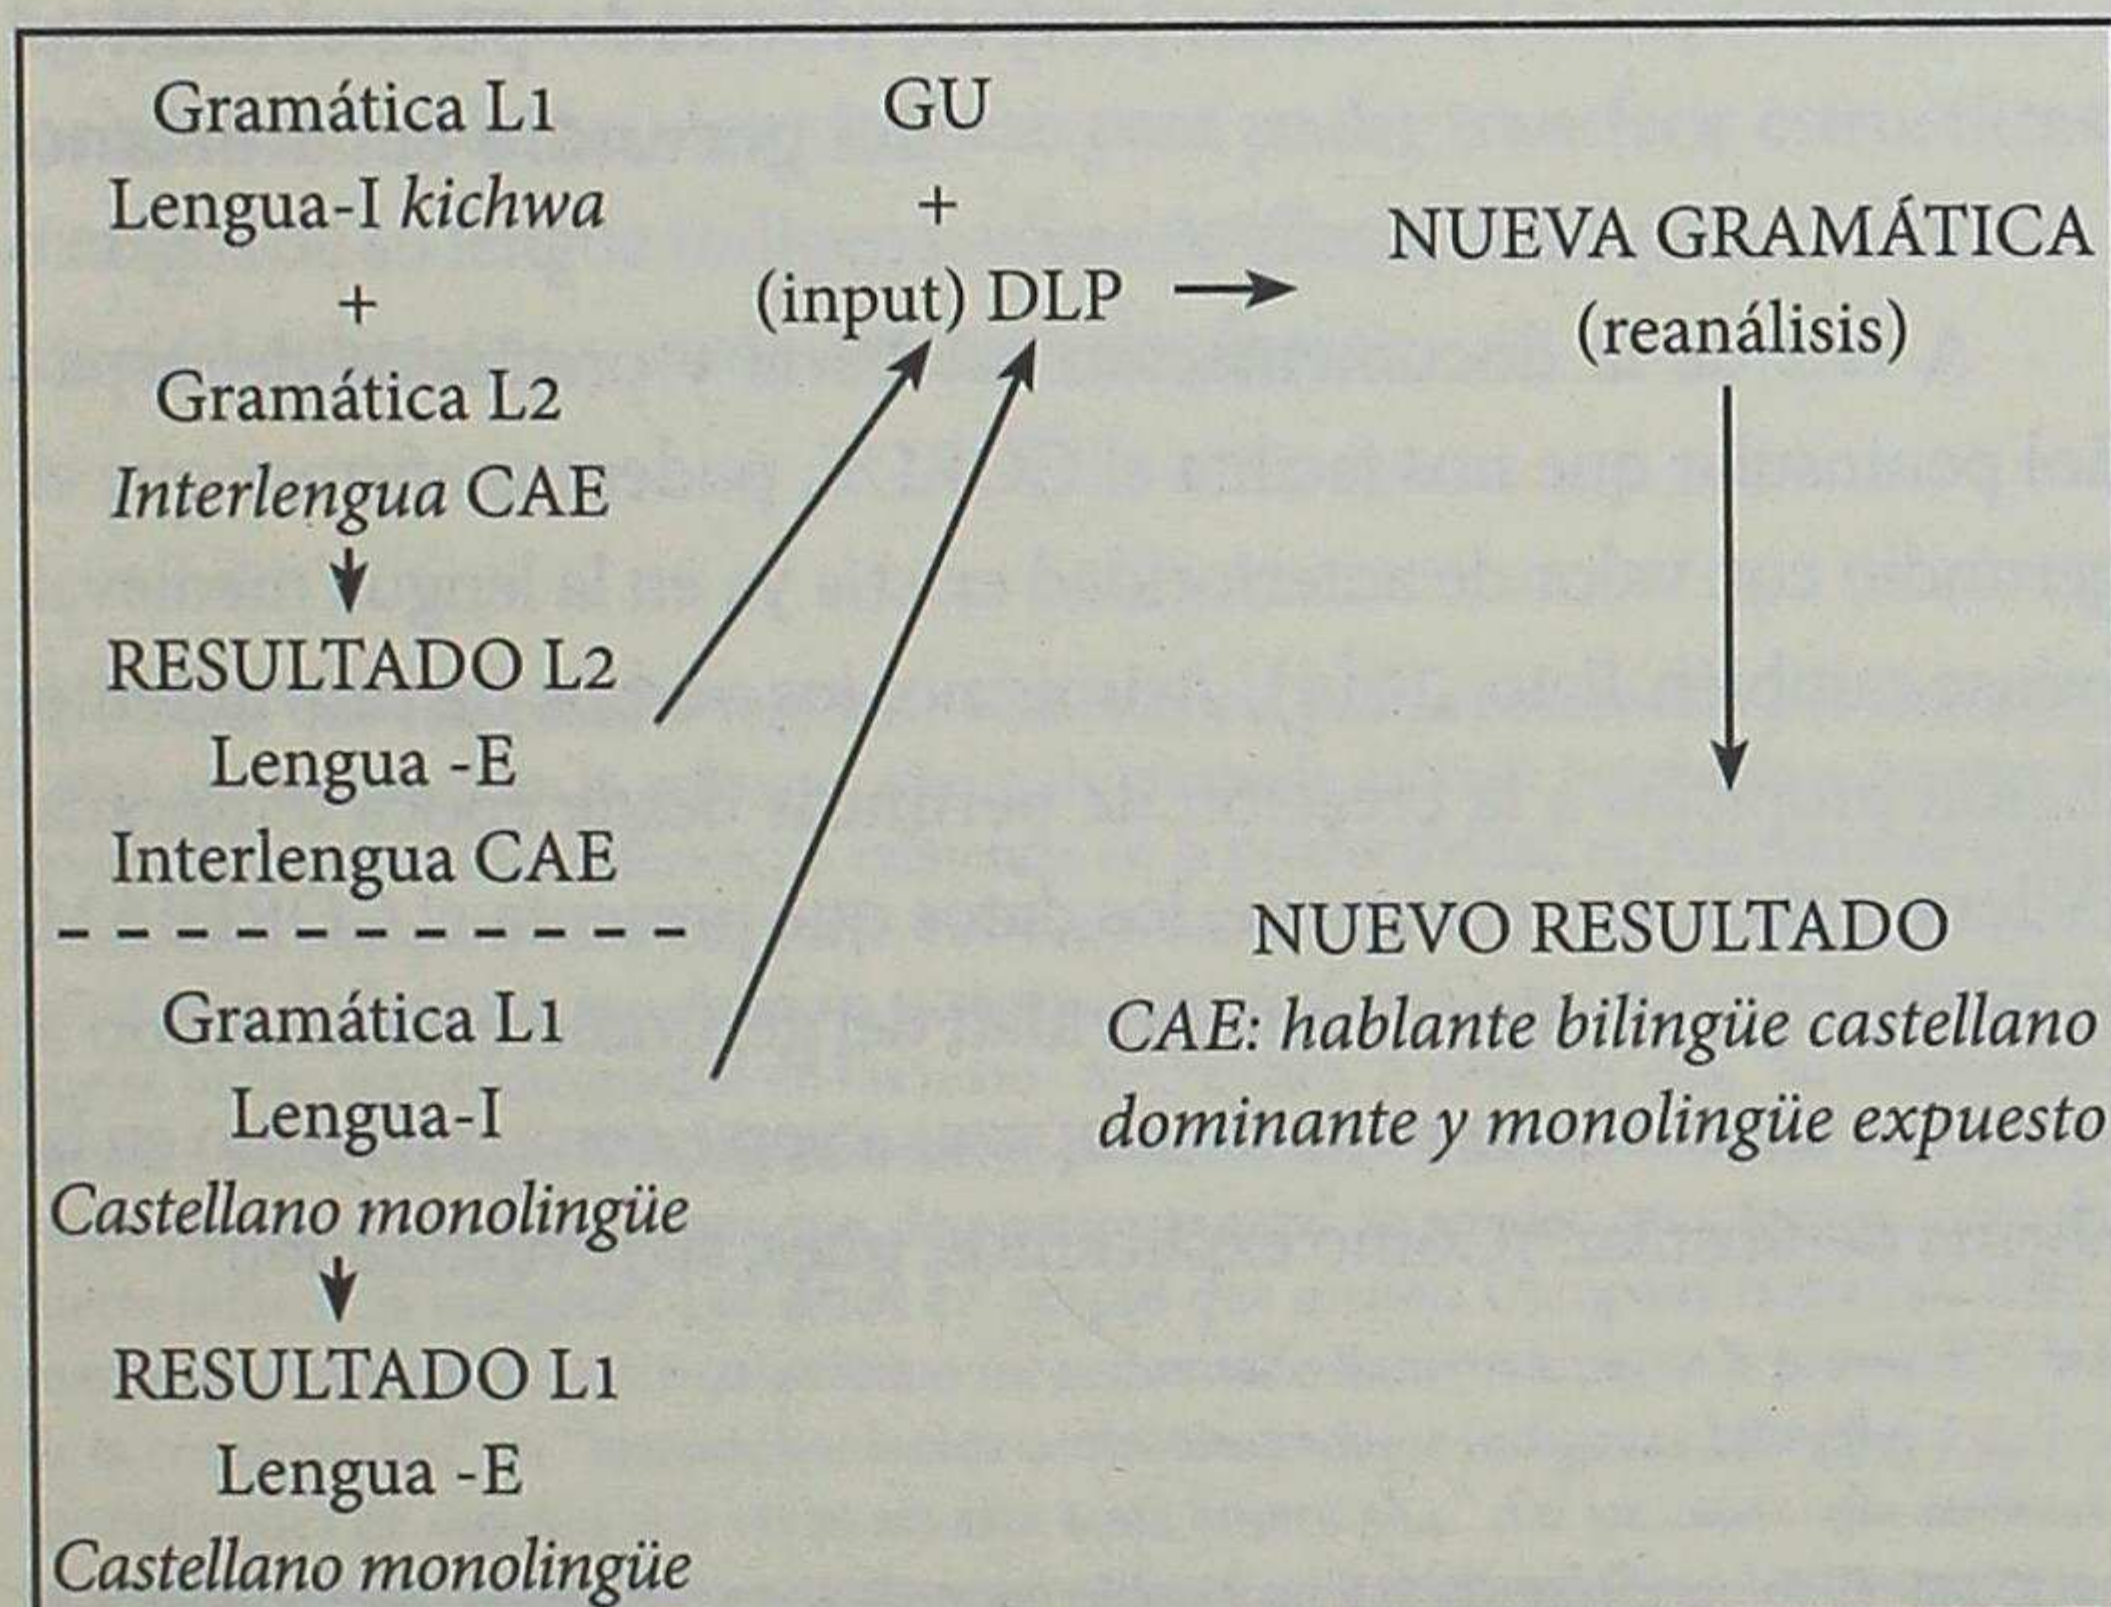 Gramática L1
Lengua-I kichwa
+
Gramática L2
Interlengua CAE
RESULTADO L2
Lengua -E
Interlengua CAE
Gramática L1
Lengua-I
Castellano monolingüe
RESULTADO L1
Lengua -E
Castellano monolingüe
GU
+
(input) DLP
NUEVA GRAMÁTICA
(reanálisis)
NUEVO RESULTADO
CAE: hablante bilingüe castellano
dominante y monolingüe expuesto